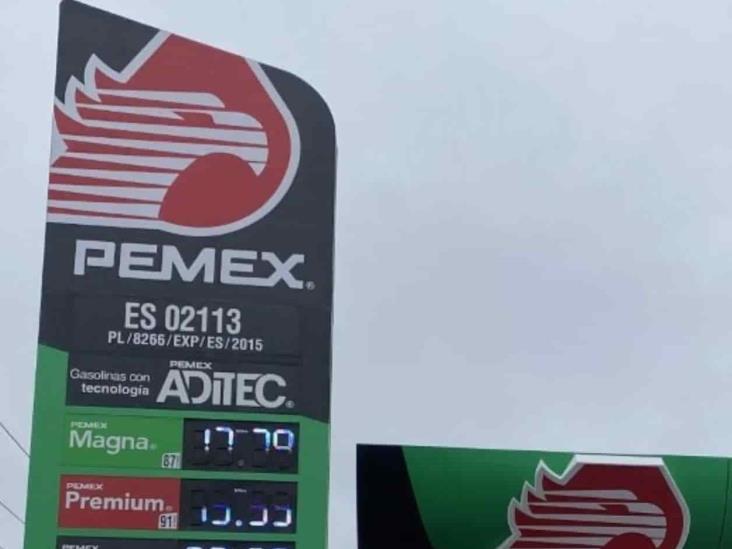 PEMEX®
ES 02113
PL/8266/EXP/ES/2015
Gasolinas con
tecnología
PEMEX
ADITEC®
PEMEX
Magna®
87
17.79
PEMEX
Premium®
91
PEMEX